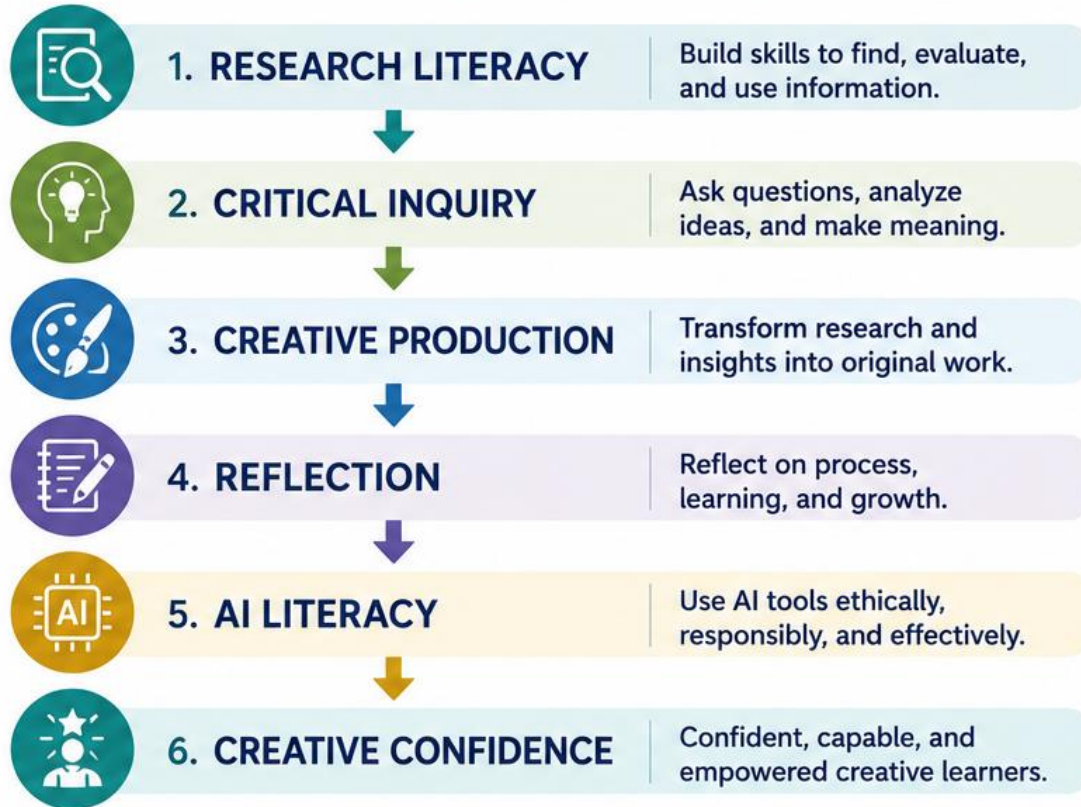 1. RESEARCH LITERACY
Build skills to find, evaluate,
and use information.
2. CRITICAL INQUIRY
Ask questions, analyze
ideas, and make meaning.
3. CREATIVE PRODUCTION
Transform research and
insights into original work.
4. REFLECTION
Reflect on process,
learning, and growth.
AI
5. AI LITERACY
Use AI tools ethically,
responsibly, and effectively.
6. CREATIVE CONFIDENCE
Confident, capable, and
empowered creative learners.